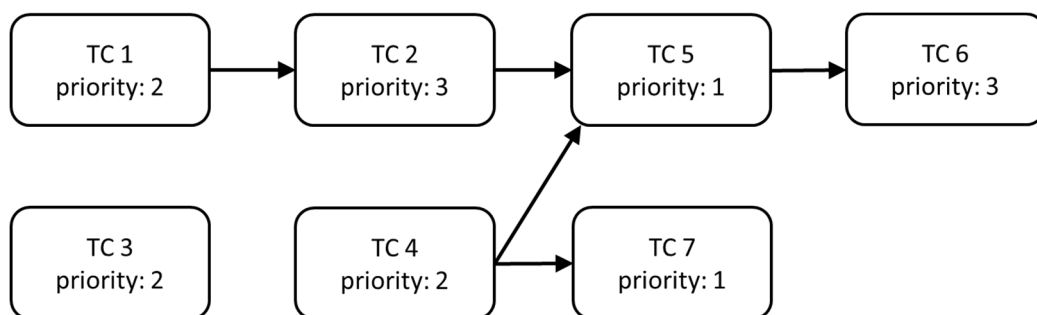 TC 1
priority: 2
TC 2
priority: 3
TC 5
priority: 1
TC 6
priority: 3
TC 3
priority: 2
TC 4
priority: 2
TC 7
priority: 1